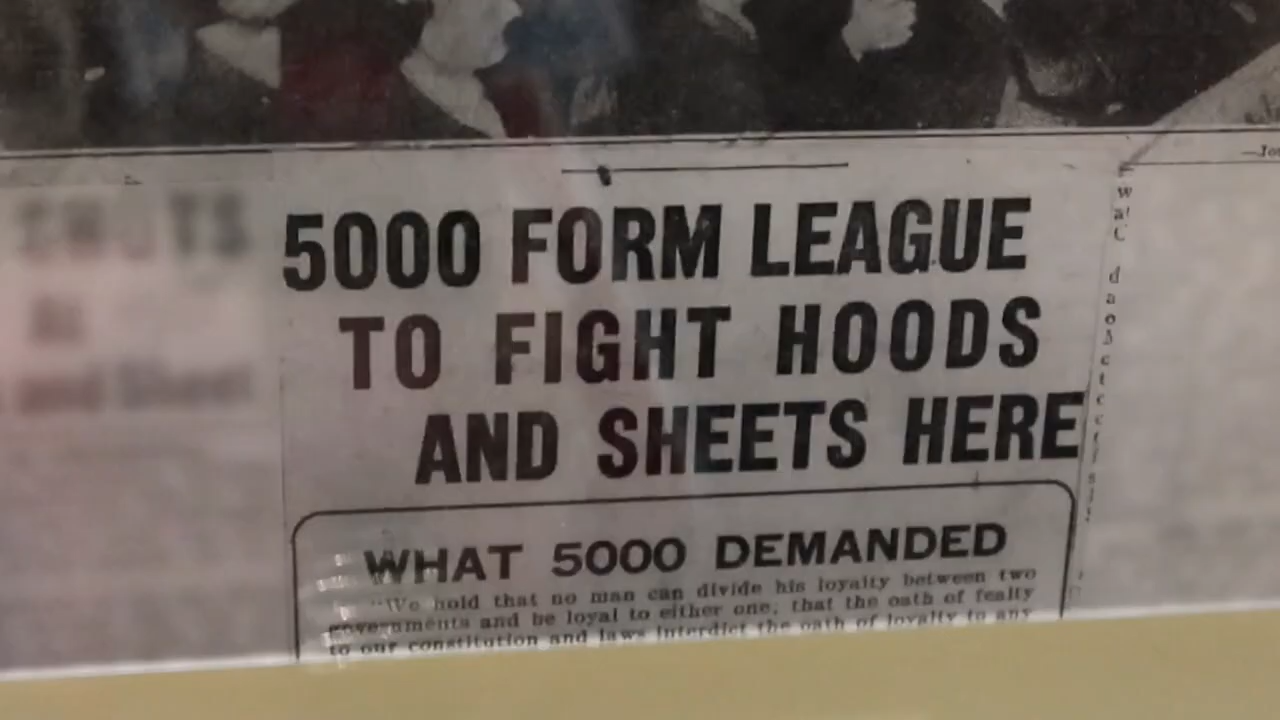 5000 FORM LEAGUE
TO FIGHT HOODS
AND SHEETS HERE
WHAT 5000 DEMANDED
"We hold that no man can divide his loyalty between two
governments and be loyal to either one; that the oath of fealty
to our constitution and laws interdict the oath of loyalty to any